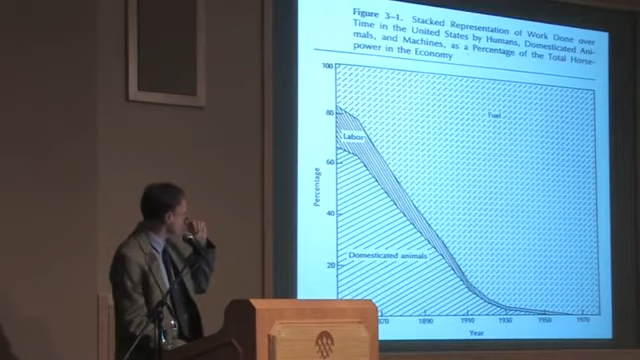 Figure 3–1. Stacked Representation of Work Done over
Time in the United States by Humans, Domesticated Ani-
mals, and Machines, as a Percentage of the Total Horse-
power in the Economy
100
80
60
40
20
Percentage
Fuel
Labor
Domesticated animals
1890
1910
1930
1950
1970
Year